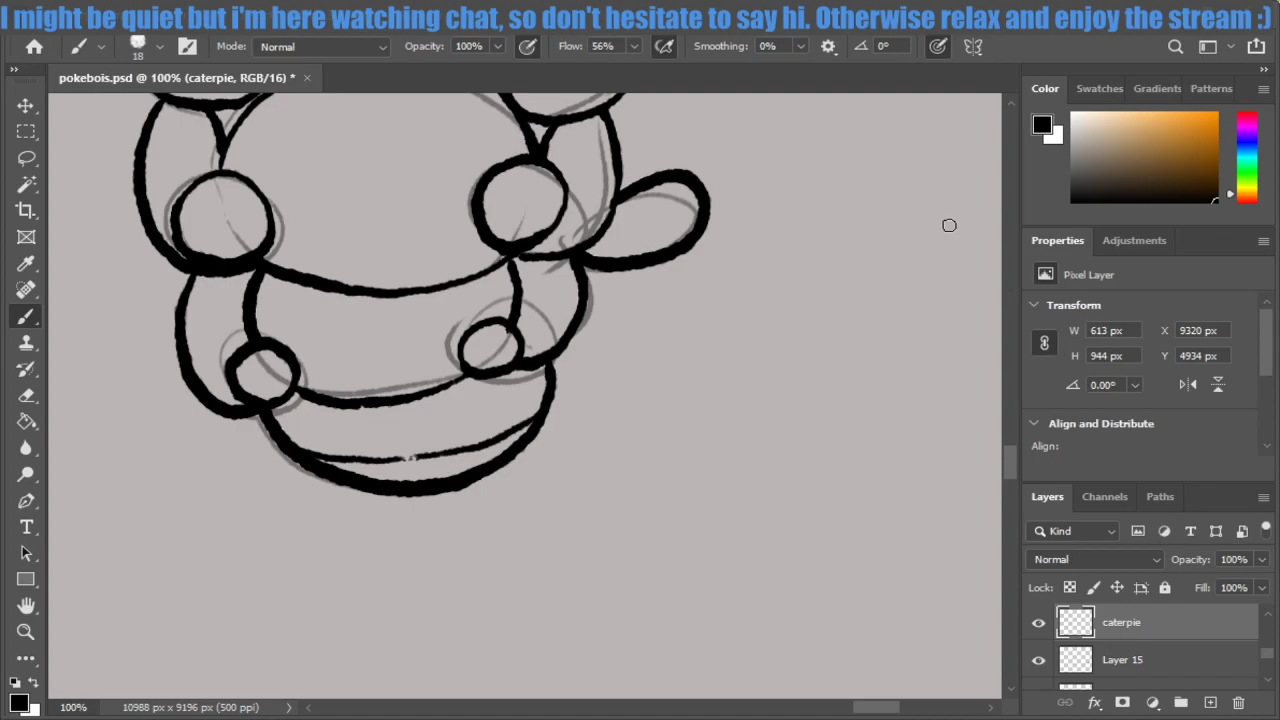 I might be quiet but i'm here watching chat, so don't hesitate to say hi. Otherwise relax and enjoy the stream :)
18
Mode: Normal
Opacity: 100%
Flow: 56%
Smoothing: 0%
0°
pokebois.psd @ 100% (caterpie, RGB/16) *
Color Swatches Gradients Patterns
Properties Adjustments
Pixel Layer
Transform
W 613 px X 9320 px
H 944 px Y 4934 px
0.00°
Align and Distribute
Align:
Layers Channels Paths
Kind
Normal Opacity: 100%
Lock: Fill: 100%
caterpie
Layer 15
100% 10988 px x 9196 px (500 ppi)